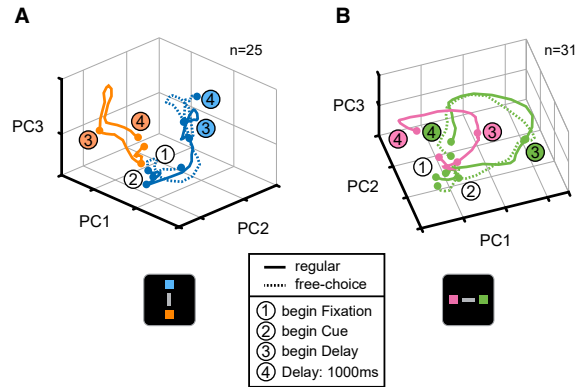 A
B
n=25
n=31
4
3
4
3
1
2
PC3
PC1
PC2
4
4
3
3
1
2
PC3
PC2
PC1
regular
free-choice
1 begin Fixation
2 begin Cue
3 begin Delay
4 Delay: 1000ms